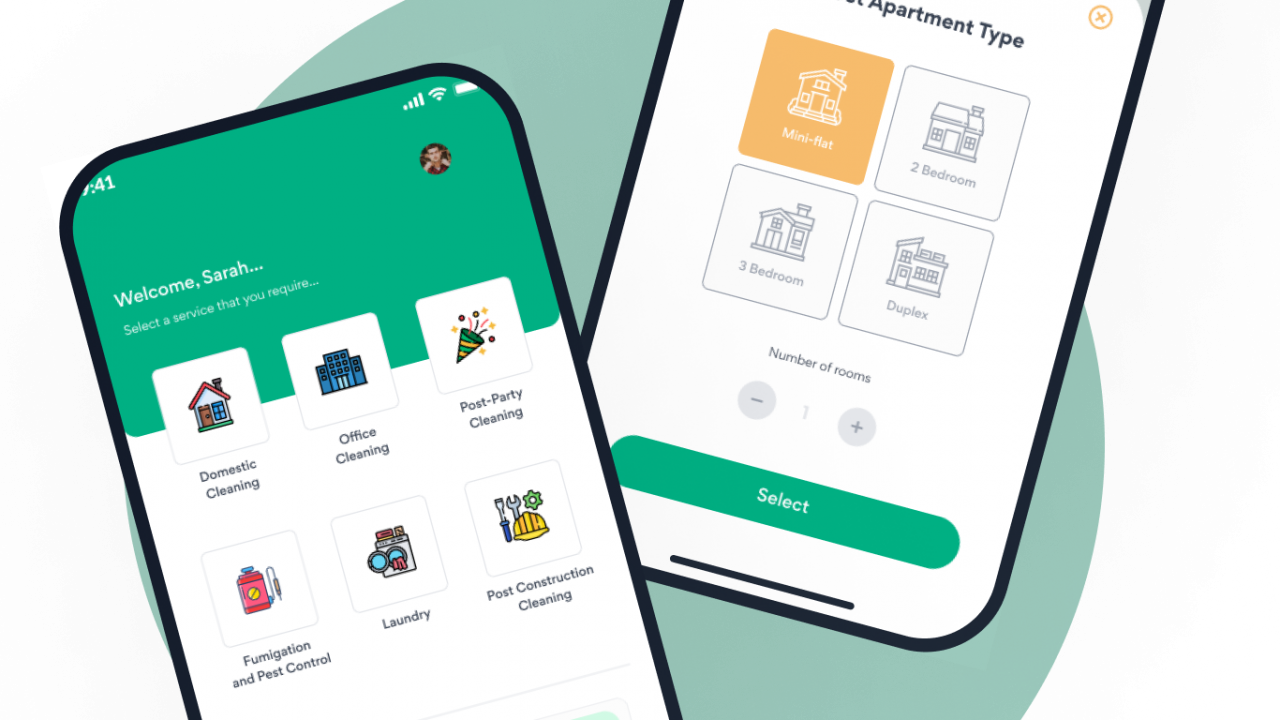 9:41
Welcome, Sarah...
Select a service that you require...
Domestic
Cleaning
Office
Cleaning
Post-Party
Cleaning
Fumigation
and Pest Control
Laundry
Post Construction
Cleaning
Apartment Type
Mini-flat
2 Bedroom
3 Bedroom
Duplex
Number of rooms
1
Select